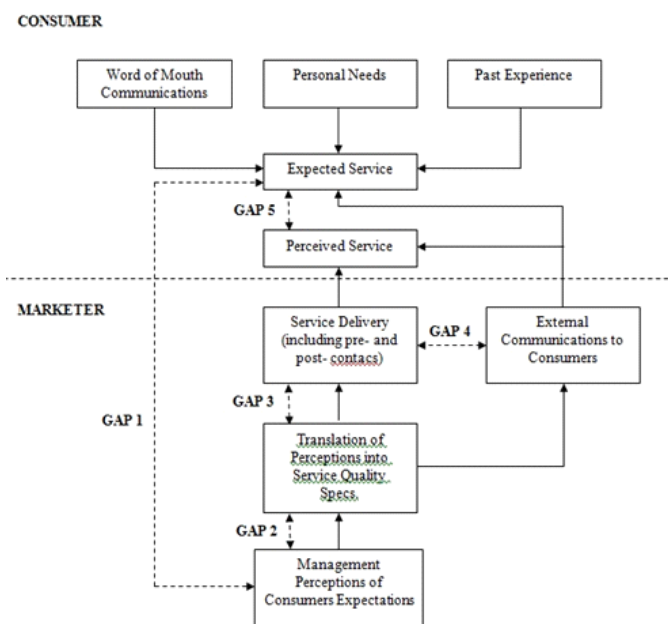 CONSUMER
Word of Mouth
Communications
Personal Needs
Past Experience
Expected Service
GAP 5
Perceived Service
MARKETER
Service Delivery
(including pre- and
post- contacs)
GAP 4
External
Communications to
Consumers
GAP 3
GAP 1
Translation of
Perceptions into
Service Quality
Specs.
GAP 2
Management
Perceptions of
Consumers Expectations